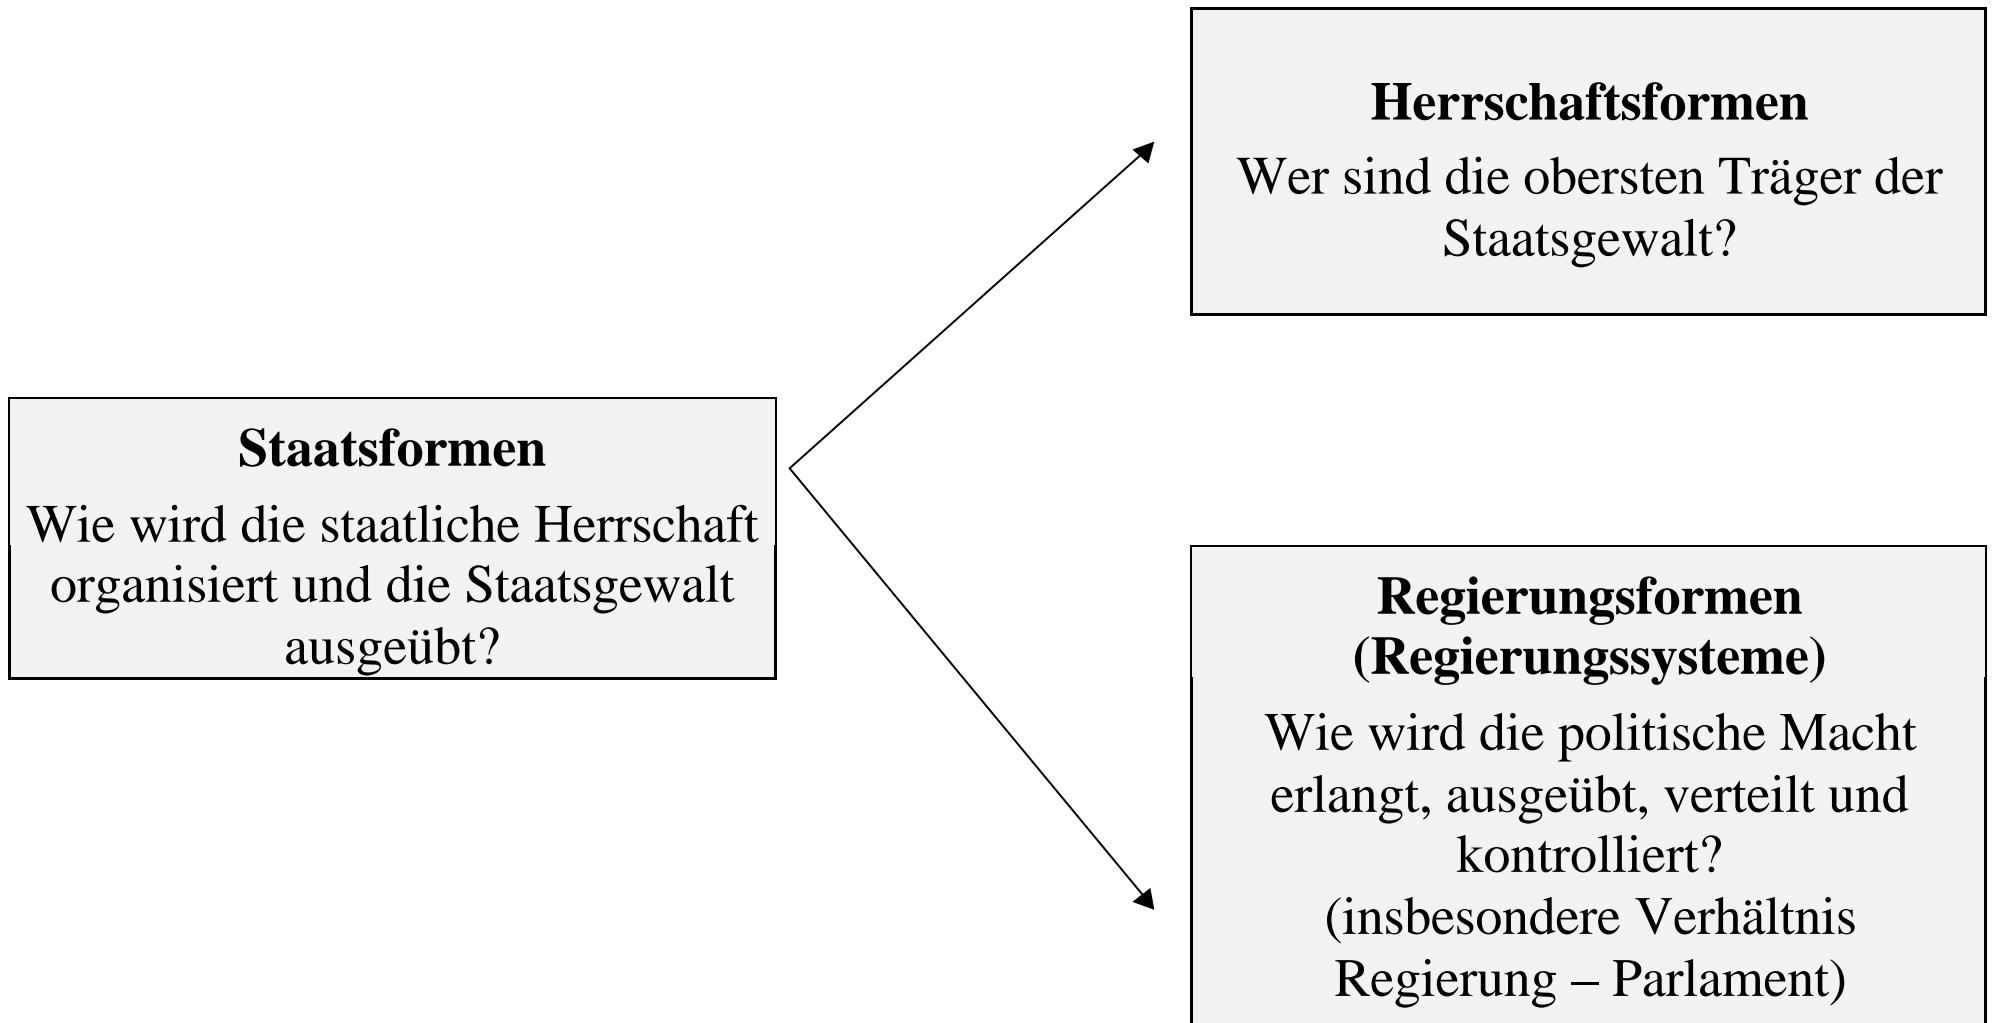 Herrschaftsformen
Wer sind die obersten Träger der
Staatsgewalt?
Staatsformen
Wie wird die staatliche Herrschaft
organisiert und die Staatsgewalt
ausgeübt?
Regierungsformen
(Regierungssysteme)
Wie wird die politische Macht
erlangt, ausgeübt, verteilt und
kontrolliert?
(insbesondere Verhältnis
Regierung – Parlament)